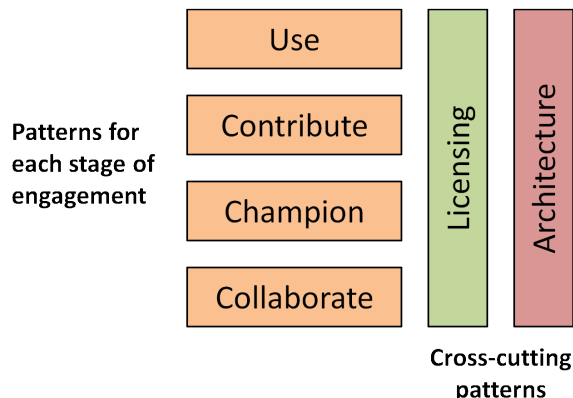 Use
Contribute
Champion
Collaborate
Patterns for
each stage of
engagement
Licensing
Architecture
Cross-cutting
patterns